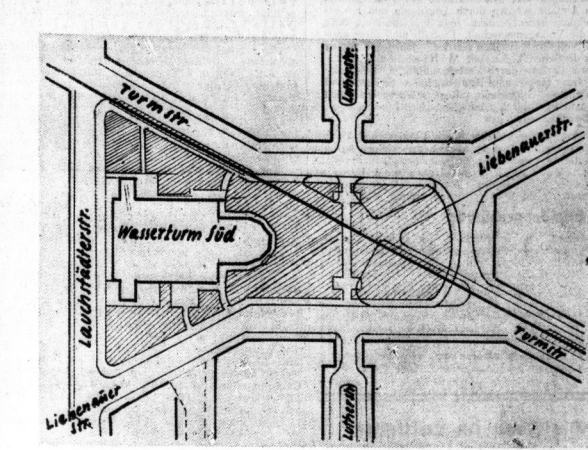 Turmstr.
Lutherstr.
Liebenauerstr.
Wasserturm Süd
Lauchstädterstr.
Turmstr.
Liebenauer
str.
Lutherstr.